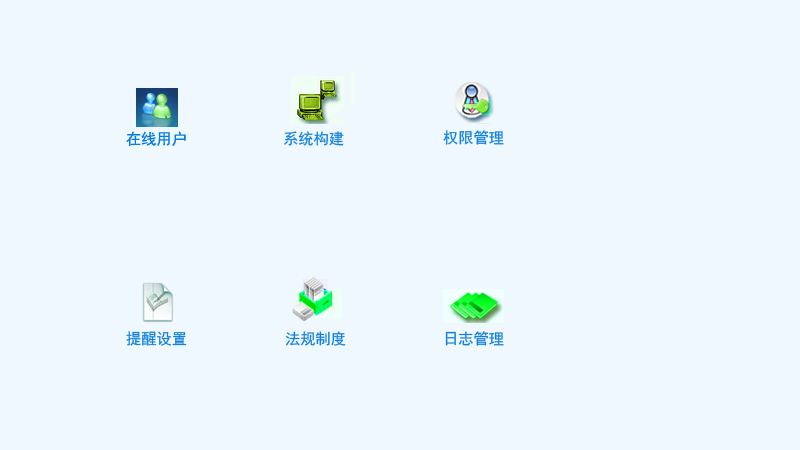 在线用户
系统构建
权限管理
提醒设置
法规制度
日志管理